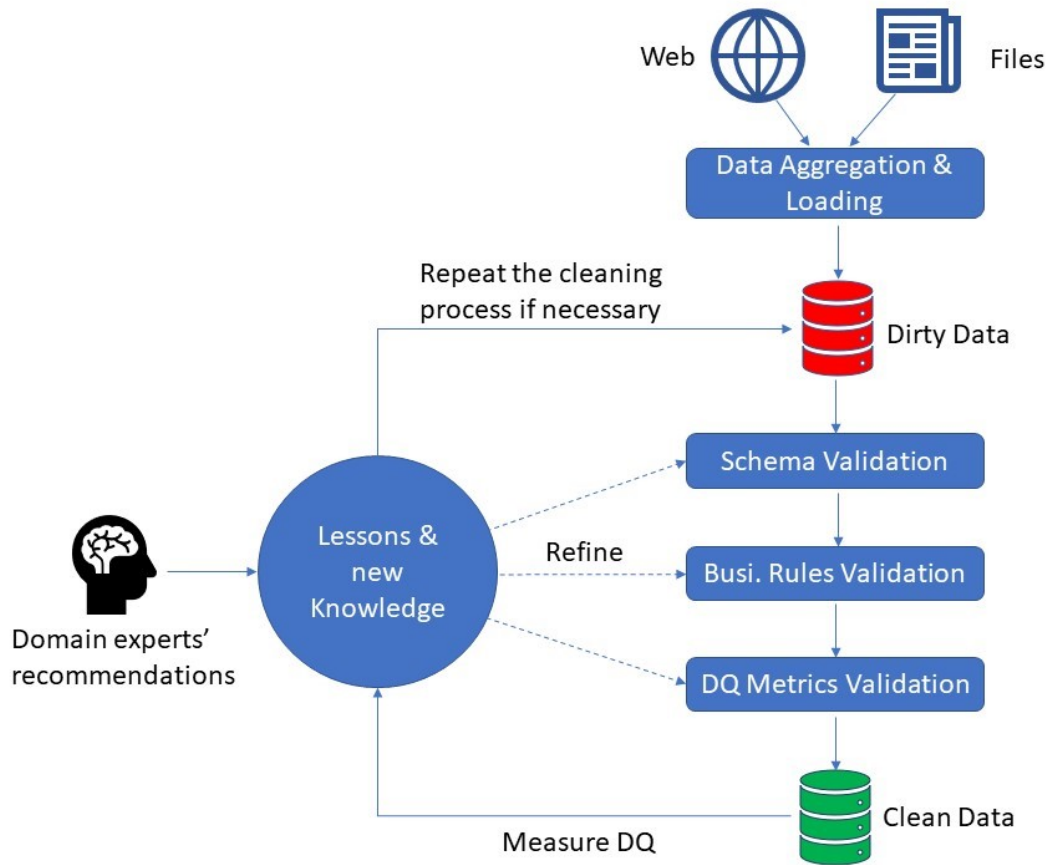 Web
Files
Data Aggregation &
Loading
Repeat the cleaning
process if necessary
Dirty Data
Schema Validation
Lessons &
new
Knowledge
Refine
Busi. Rules Validation
Domain experts'
recommendations
DQ Metrics Validation
Measure DQ
Clean Data